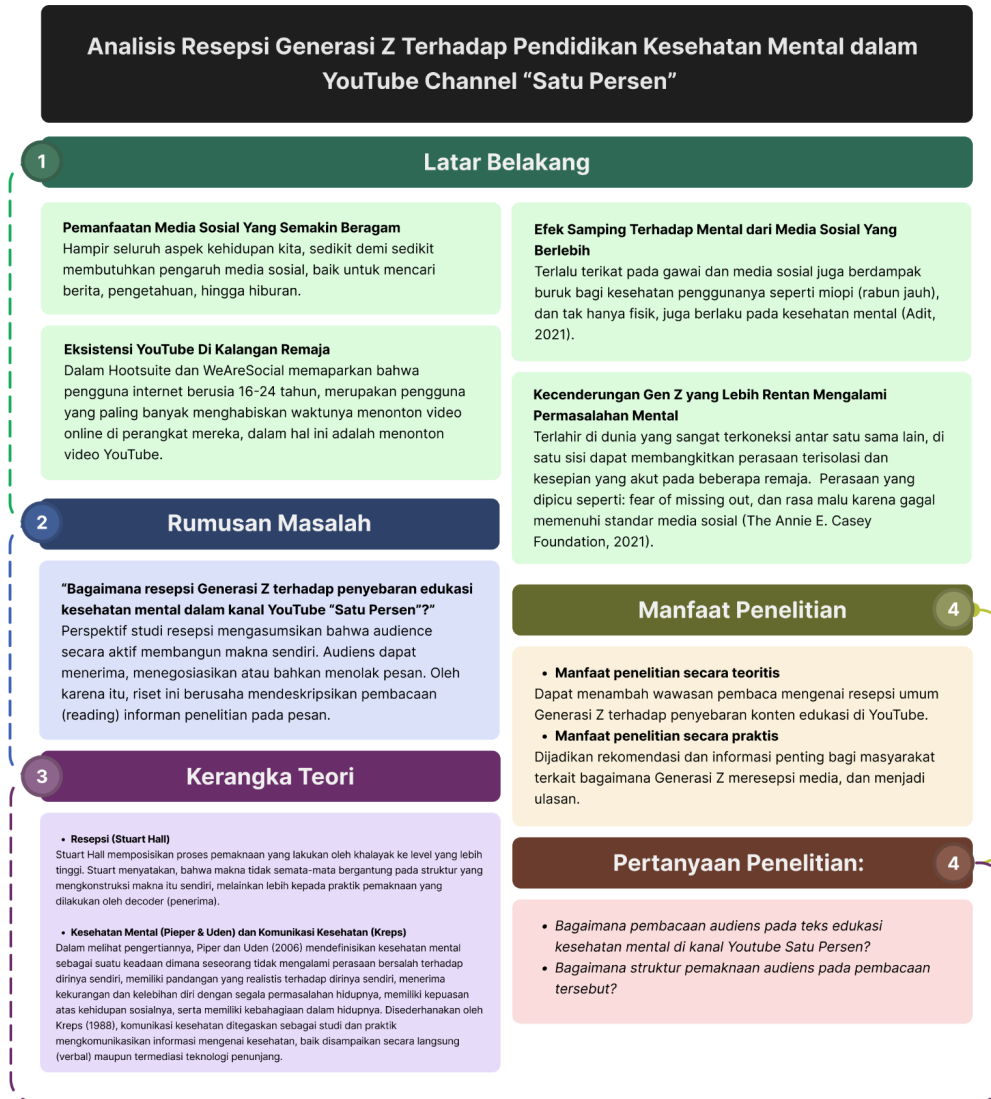 Analisis Resepsi Generasi Z Terhadap Pendidikan Kesehatan Mental dalam
YouTube Channel “Satu Persen”
1
Latar Belakang
Pemanfaatan Media Sosial Yang Semakin Beragam
Hampir seluruh aspek kehidupan kita, sedikit demi sedikit
membutuhkan pengaruh media sosial, baik untuk mencari
berita, pengetahuan, hingga hiburan.
Eksistensi YouTube Di Kalangan Remaja
Dalam Hootsuite dan WeAreSocial memaparkan bahwa
pengguna internet berusia 16-24 tahun, merupakan pengguna
yang paling banyak menghabiskan waktunya menonton video
online di perangkat mereka, dalam hal ini adalah menonton
video YouTube.
Efek Samping Terhadap Mental dari Media Sosial Yang
Berlebih
Terlalu terikat pada gawai dan media sosial juga berdampak
buruk bagi kesehatan penggunanya seperti miopi (rabun jauh),
dan tak hanya fisik, juga berlaku pada kesehatan mental (Adit,
2021).
Kecenderungan Gen Z yang Lebih Rentan Mengalami
Permasalahan Mental
Terlahir di dunia yang sangat terkoneksi antar satu sama lain, di
satu sisi dapat membangkitkan perasaan terisolasi dan
kesepian yang akut pada beberapa remaja.  Perasaan yang
dipicu seperti: fear of missing out, dan rasa malu karena gagal
memenuhi standar media sosial (The Annie E. Casey
Foundation, 2021).
2
Rumusan Masalah
“Bagaimana resepsi Generasi Z terhadap penyebaran edukasi
kesehatan mental dalam kanal YouTube “Satu Persen”?”
Perspektif studi resepsi mengasumsikan bahwa audience
secara aktif membangun makna sendiri. Audiens dapat
menerima, menegosiasikan atau bahkan menolak pesan. Oleh
karena itu, riset ini berusaha mendeskripsikan pembacaan
(reading) informan penelitian pada pesan.
3
Kerangka Teori
• Resepsi (Stuart Hall)
Stuart Hall memposisikan proses pemaknaan yang lakukan oleh khalayak ke level yang lebih
tinggi. Stuart menyatakan, bahwa makna tidak semata-mata bergantung pada struktur yang
mengkonstruksi makna itu sendiri, melainkan lebih kepada praktik pemaknaan yang
dilakukan oleh decoder (penerima).
• Kesehatan Mental (Pieper & Uden) dan Komunikasi Kesehatan (Kreps)
Dalam melihat pengertiannya, Piper dan Uden (2006) mendefinisikan kesehatan mental
sebagai suatu keadaan dimana seseorang tidak mengalami perasaan bersalah terhadap
dirinya sendiri, memiliki pandangan yang realistis terhadap dirinya sendiri, menerima
kekurangan dan kelebihan diri dengan segala permasalahan hidupnya, memiliki kepuasan
atas kehidupan sosialnya, serta memiliki kebahagiaan dalam hidupnya. Disederhanakan oleh
Kreps (1988), komunikasi kesehatan ditegaskan sebagai studi dan praktik
mengkomunikasikan informasi mengenai kesehatan, baik disampaikan secara langsung
(verbal) maupun termediasi teknologi penunjang.
Manfaat Penelitian
4
• Manfaat penelitian secara teoritis
Dapat menambah wawasan pembaca mengenai resepsi umum
Generasi Z terhadap penyebaran konten edukasi di YouTube.
• Manfaat penelitian secara praktis
Dijadikan rekomendasi dan informasi penting bagi masyarakat
terkait bagaimana Generasi Z meresepsi media, dan menjadi
ulasan.
Pertanyaan Penelitian:
4
• Bagaimana pembacaan audiens pada teks edukasi
kesehatan mental di kanal Youtube Satu Persen?
• Bagaimana struktur pemaknaan audiens pada pembacaan
tersebut?